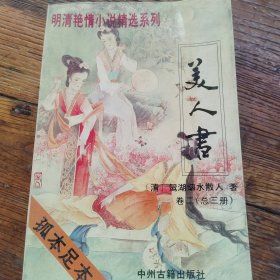 明清艳情小说精选系列
美人書
〔清〕鸳湖烟水散人 著
卷二(总三册)
孤本足本
中州古籍出版社